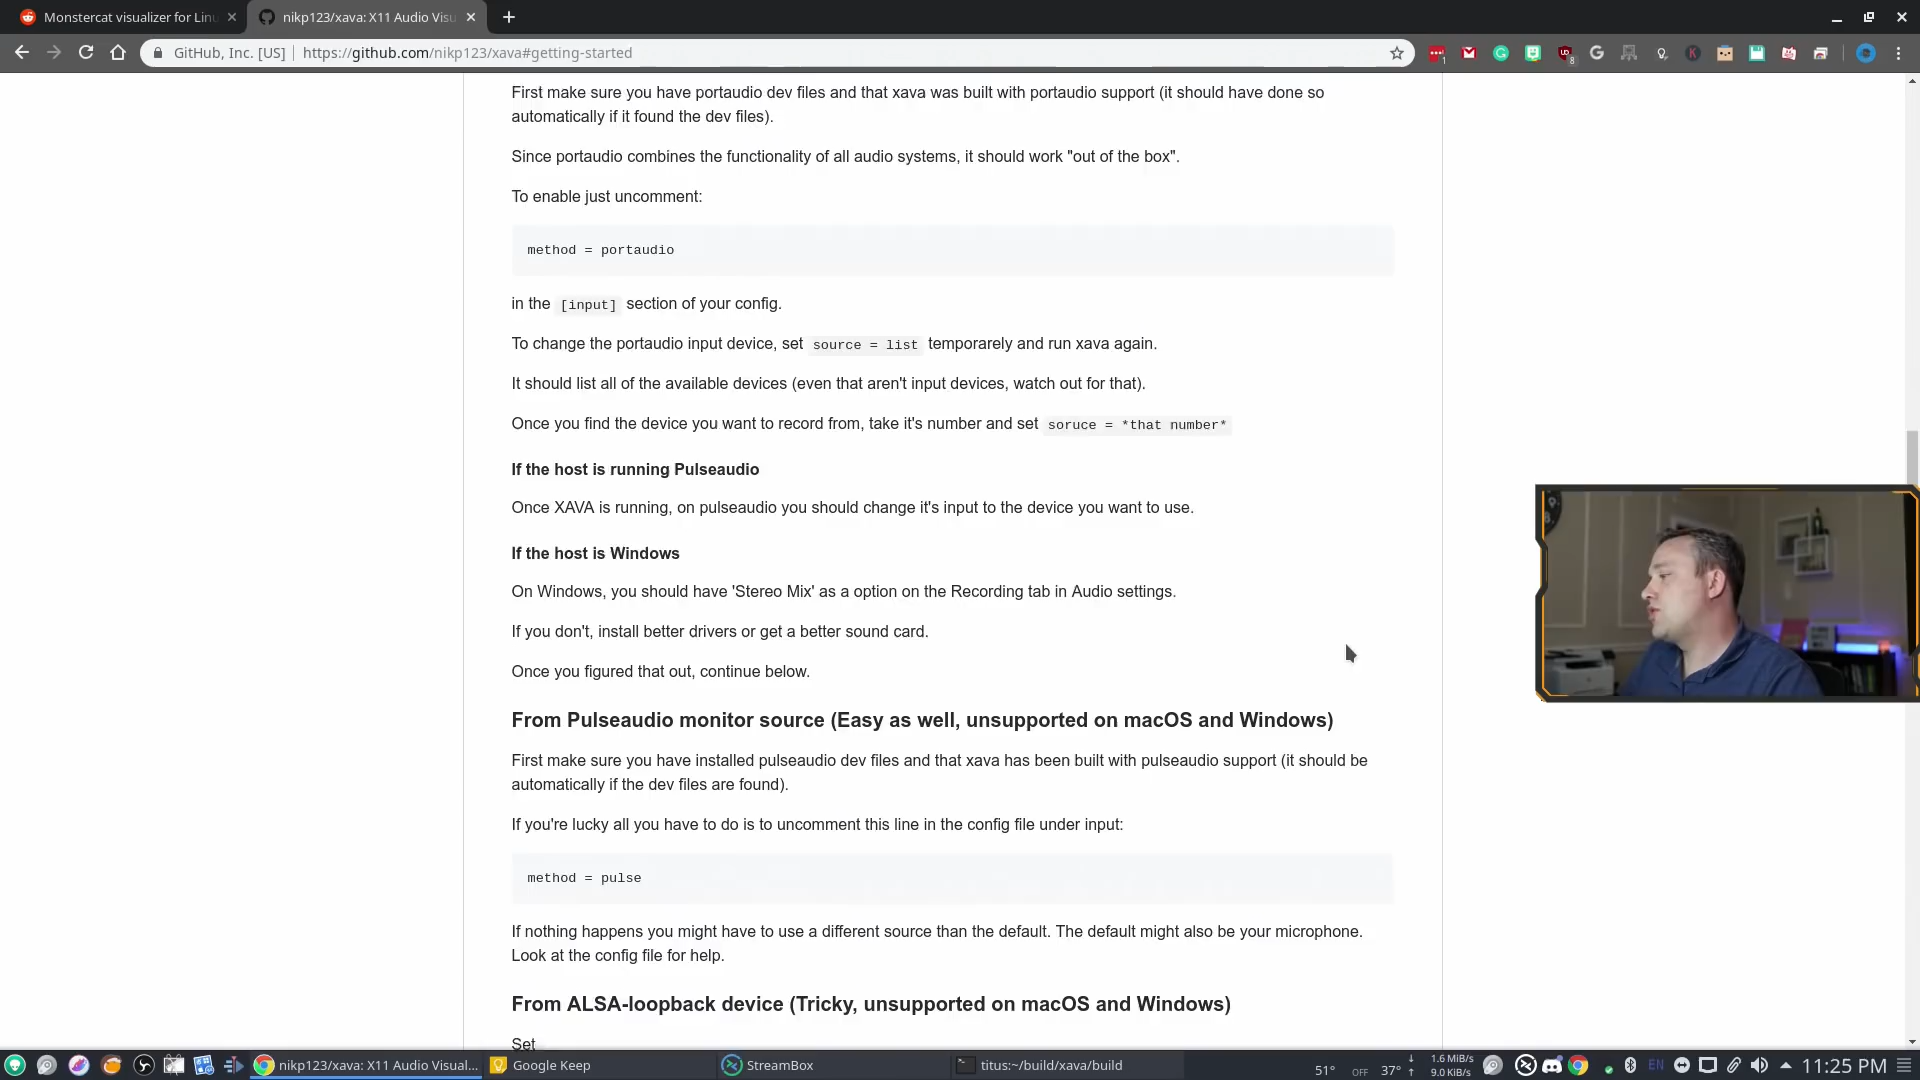 Monstercat visualizer for Linu
nikp123/xava: X11 Audio Visu
GitHub, Inc. [US]
https://github.com/nikp123/xava#getting-started
First make sure you have portaudio dev files and that xava was built with portaudio support (it should have done so
automatically if it found the dev files).
Since portaudio combines the functionality of all audio systems, it should work "out of the box".
To enable just uncomment:
method = portaudio
in the [input] section of your config.
To change the portaudio input device, set source = list temporarely and run xava again.
It should list all of the available devices (even that aren't input devices, watch out for that).
Once you find the device you want to record from, take it's number and set soruce = *that number*
If the host is running Pulseaudio
Once XAVA is running, on pulseaudio you should change it's input to the device you want to use.
If the host is Windows
On Windows, you should have 'Stereo Mix' as a option on the Recording tab in Audio settings.
If you don't, install better drivers or get a better sound card.
Once you figured that out, continue below.
From Pulseaudio monitor source (Easy as well, unsupported on macOS and Windows)
First make sure you have installed pulseaudio dev files and that xava has been built with pulseaudio support (it should be
automatically if the dev files are found).
If you're lucky all you have to do is to uncomment this line in the config file under input:
method = pulse
If nothing happens you might have to use a different source than the default. The default might also be your microphone.
Look at the config file for help.
From ALSA-loopback device (Tricky, unsupported on macOS and Windows)
Set
nikp123/xava: X11 Audio Visual...
Google Keep
StreamBox
titus:~/build/xava/build
51° OFF 37°
1.6 MiB/s
9.0 KiB/s
EN
11:25 PM